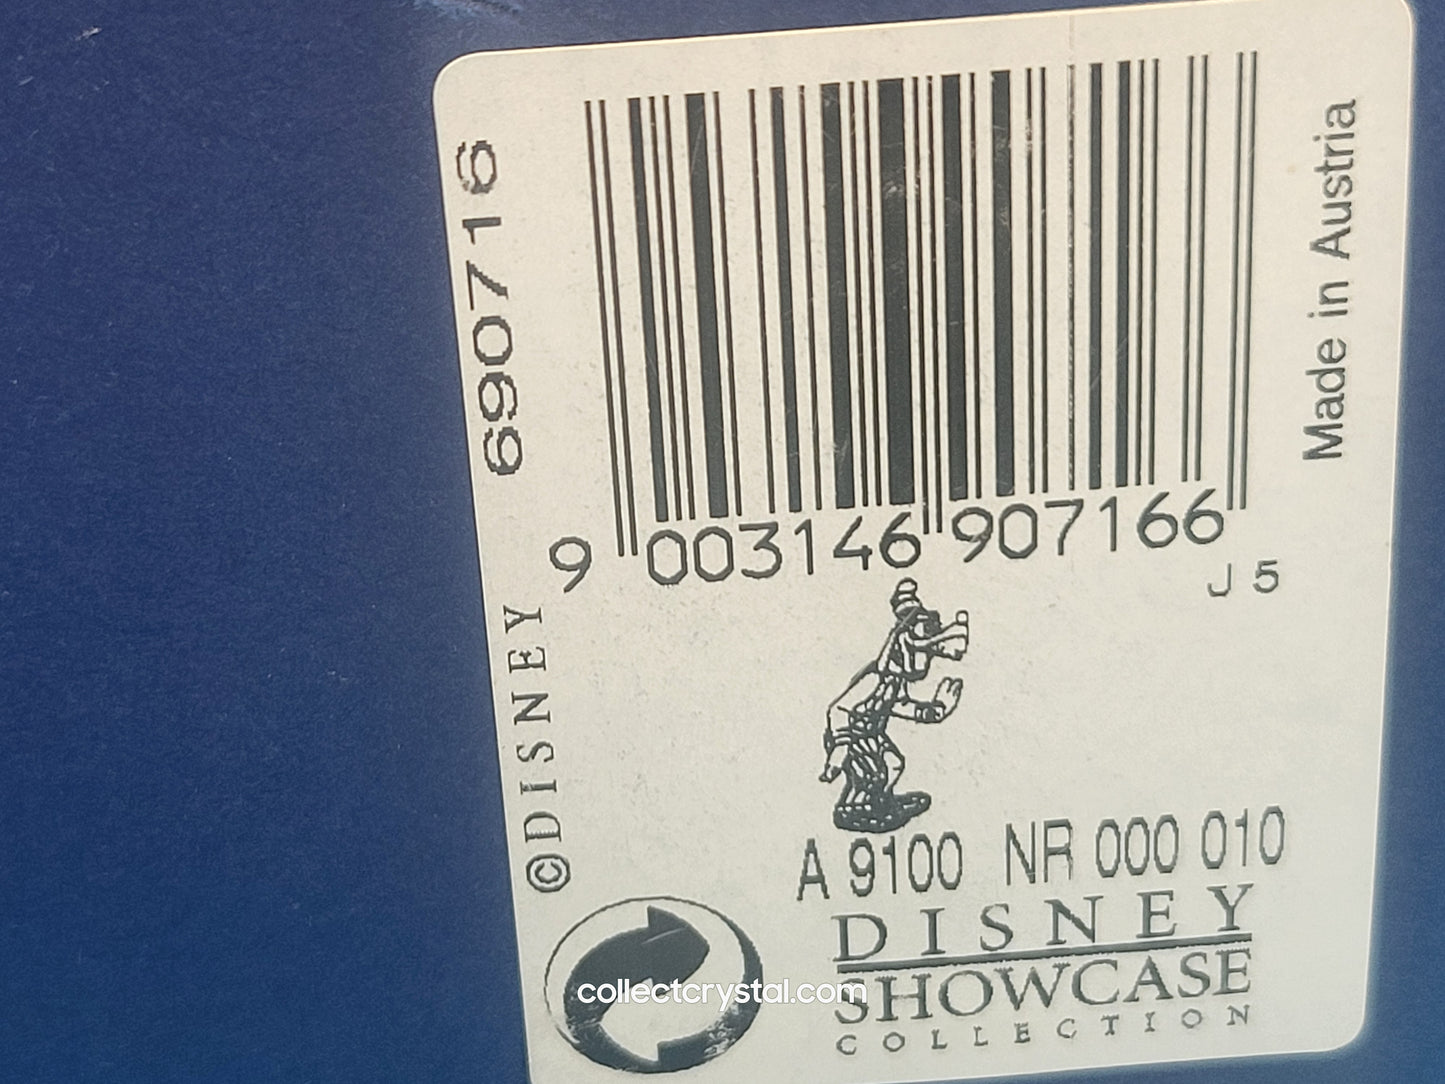 690716
©DISNEY
9 003146 907166
J 5
Made in Austria
A 9100 NR 000 010
DISNEY
SHOWCASE
COLLECTION
collectcrystal.com